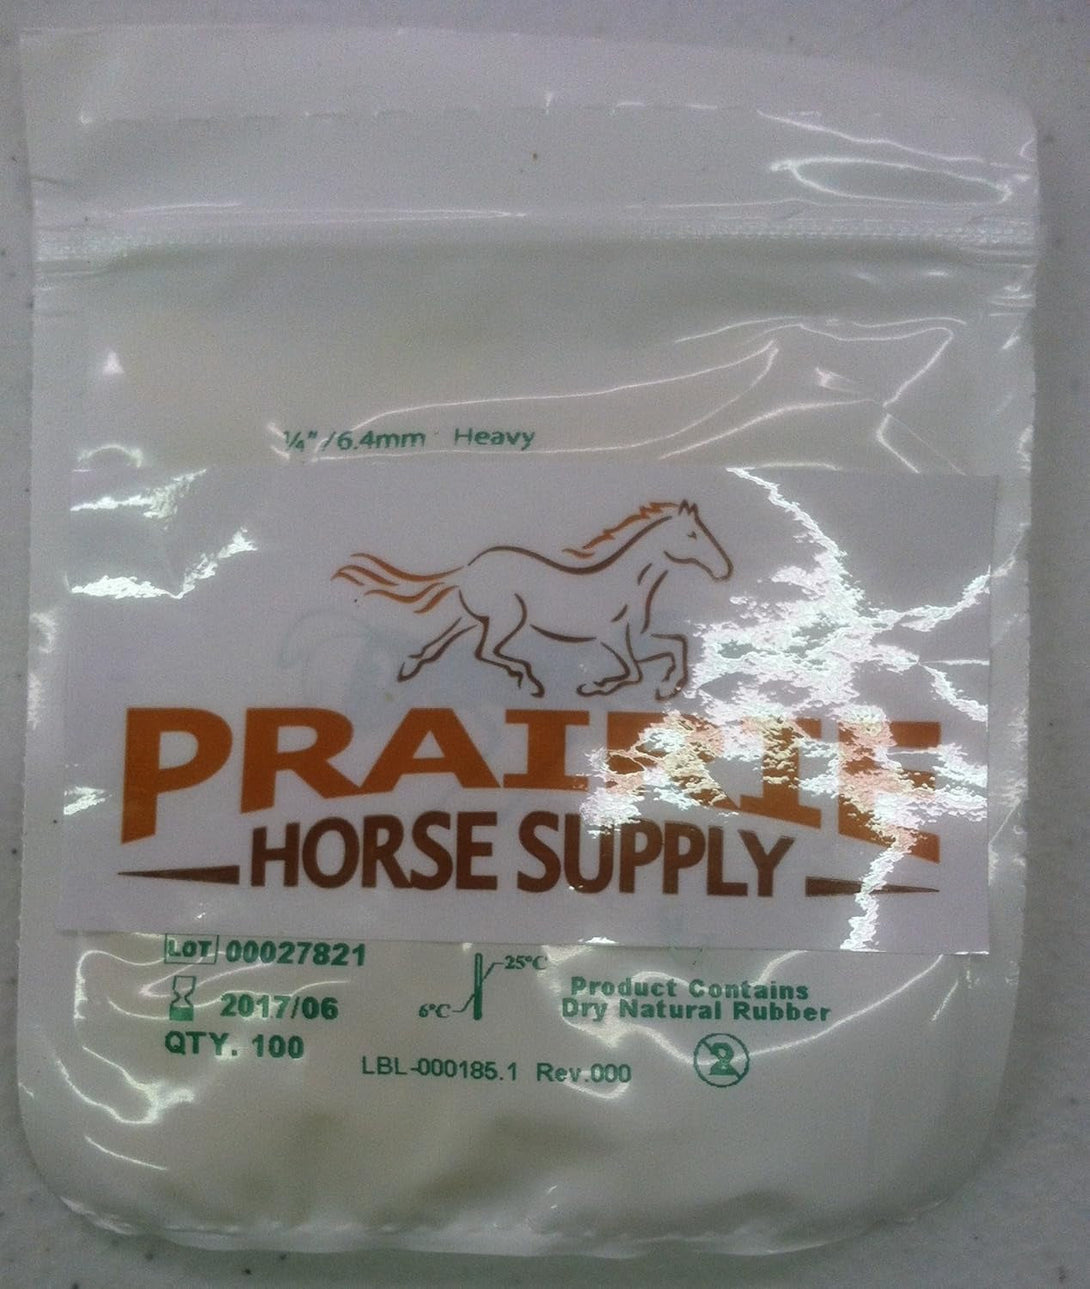 ¼"/6.4mm Heavy
PRAIRIE
HORSE SUPPLY
LOT 00027821
2017/06
QTY. 100
25°C
6°C
LBL-000185.1 Rev.000
Product Contains
Dry Natural Rubber
2